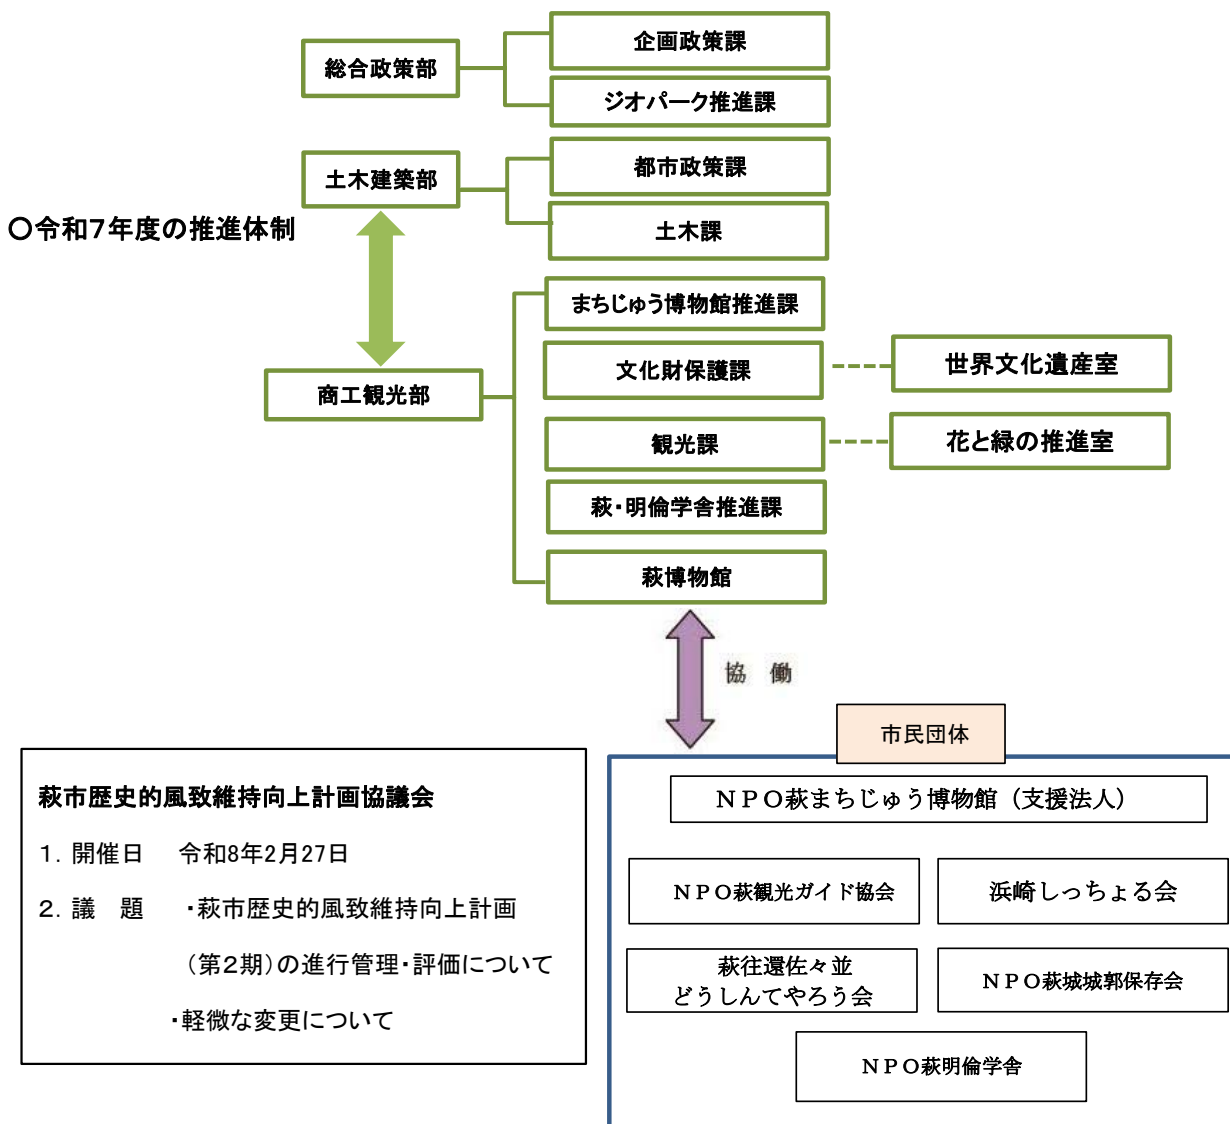 〇令和7年度の推進体制
総合政策部
企画政策課
ジオパーク推進課
土木建築部
都市政策課
土木課
商工観光部
まちじゅう博物館推進課
文化財保護課
世界文化遺産室
観光課
花と緑の推進室
萩・明倫学舎推進課
萩博物館
協 働
市民団体
ＮＰＯ萩まちじゅう博物館（支援法人）
ＮＰＯ萩観光ガイド協会
浜崎しっちょる会
萩往還佐々並
どうしんてやろう会
ＮＰＯ萩城城郭保存会
ＮＰＯ萩明倫学舎
萩市歴史的風致維持向上計画協議会
1. 開催日 令和8年2月27日
2. 議 題 ・萩市歴史的風致維持向上計画
（第2期）の進行管理・評価について
・軽微な変更について